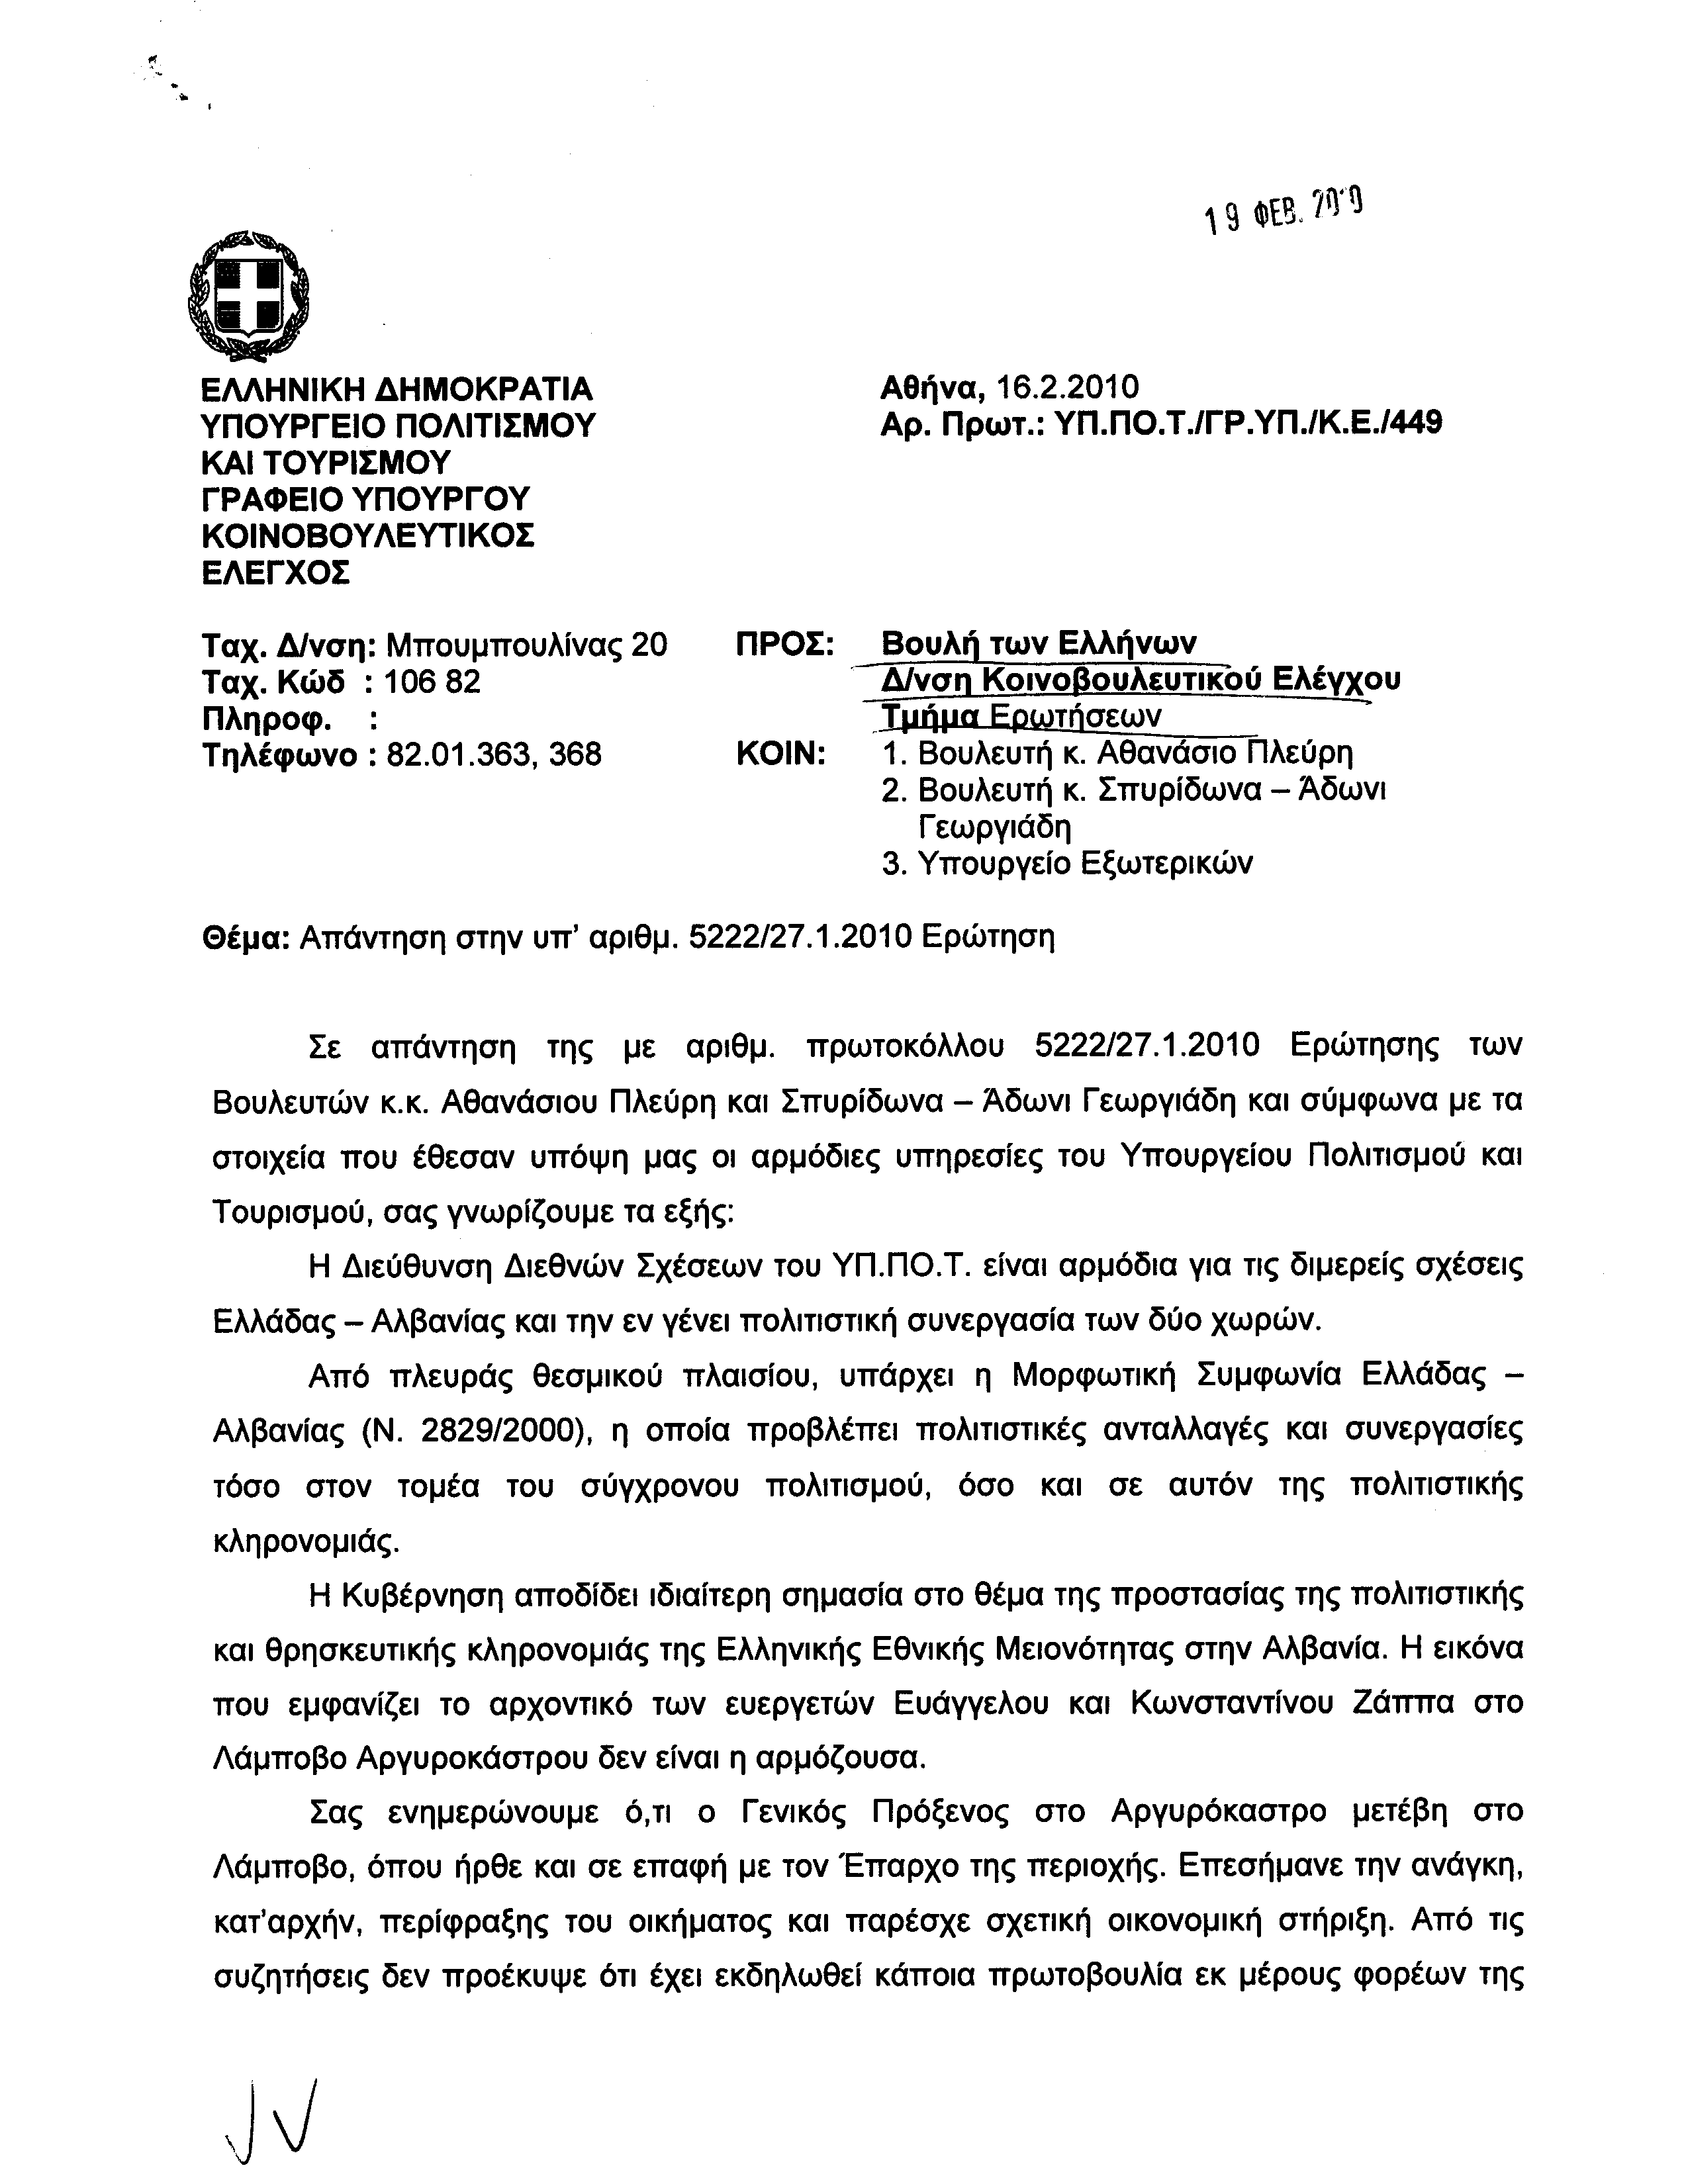 19 ΦΕΒ. 2010
ΕΛΛΗΝΙΚΗ ΔΗΜΟΚΡΑΤΙΑ
ΥΠΟΥΡΓΕΙΟ ΠΟΛΙΤΙΣΜΟΥ
ΚΑΙ ΤΟΥΡΙΣΜΟΥ
ΓΡΑΦΕΙΟ ΥΠΟΥΡΓΟΥ
ΚΟΙΝΟΒΟΥΛΕΥΤΙΚΟΣ
ΕΛΕΓΧΟΣ
Αθήνα, 16.2.2010
Αρ. Πρωτ.: ΥΠ.ΠΟ.Τ./ΓΡ.ΥΠ./Κ.Ε./449
Ταχ. Δ/νση: Μπουμπουλίνας 20
Ταχ. Κώδ : 106 82
Πληροφ. :
Τηλέφωνο : 82.01.363, 368
ΠΡΟΣ: Βουλή των Ελλήνων
Δ/νση Κοινοβουλευτικού Ελέγχου
Τμήμα Ερωτήσεων
ΚΟΙΝ: 1. Βουλευτή κ. Αθανάσιο Πλεύρη
2. Βουλευτή κ. Σπυρίδωνα – Άδωνι
Γεωργιάδη
3. Υπουργείο Εξωτερικών
Θέμα: Απάντηση στην υπ’ αριθμ. 5222/27.1.2010 Ερώτηση
Σε απάντηση της με αριθμ. πρωτοκόλλου 5222/27.1.2010 Ερώτησης των
Βουλευτών κ.κ. Αθανάσιου Πλεύρη και Σπυρίδωνα – Άδωνι Γεωργιάδη και σύμφωνα με τα
στοιχεία που έθεσαν υπόψη μας οι αρμόδιες υπηρεσίες του Υπουργείου Πολιτισμού και
Τουρισμού, σας γνωρίζουμε τα εξής:
Η Διεύθυνση Διεθνών Σχέσεων του ΥΠ.ΠΟ.Τ. είναι αρμόδια για τις διμερείς σχέσεις
Ελλάδας – Αλβανίας και την εν γένει πολιτιστική συνεργασία των δύο χωρών.
Από πλευράς θεσμικού πλαισίου, υπάρχει η Μορφωτική Συμφωνία Ελλάδας –
Αλβανίας (Ν. 2829/2000), η οποία προβλέπει πολιτιστικές ανταλλαγές και συνεργασίες
τόσο στον τομέα του σύγχρονου πολιτισμού, όσο και σε αυτόν της πολιτιστικής
κληρονομιάς.
Η Κυβέρνηση αποδίδει ιδιαίτερη σημασία στο θέμα της προστασίας της πολιτιστικής
και θρησκευτικής κληρονομιάς της Ελληνικής Εθνικής Μειονότητας στην Αλβανία. Η εικόνα
που εμφανίζει το αρχοντικό των ευεργετών Ευάγγελου και Κωνσταντίνου Ζάππα στο
Λάμποβο Αργυροκάστρου δεν είναι η αρμόζουσα.
Σας ενημερώνουμε ό,τι ο Γενικός Πρόξενος στο Αργυρόκαστρο μετέβη στο
Λάμποβο, όπου ήρθε και σε επαφή με τον Έπαρχο της περιοχής. Επεσήμανε την ανάγκη,
κατ’αρχήν, περίφραξης του οικήματος και παρέσχε σχετική οικονομική στήριξη. Από τις
συζητήσεις δεν προέκυψε ότι έχει εκδηλωθεί κάποια πρωτοβουλία εκ μέρους φορέων της